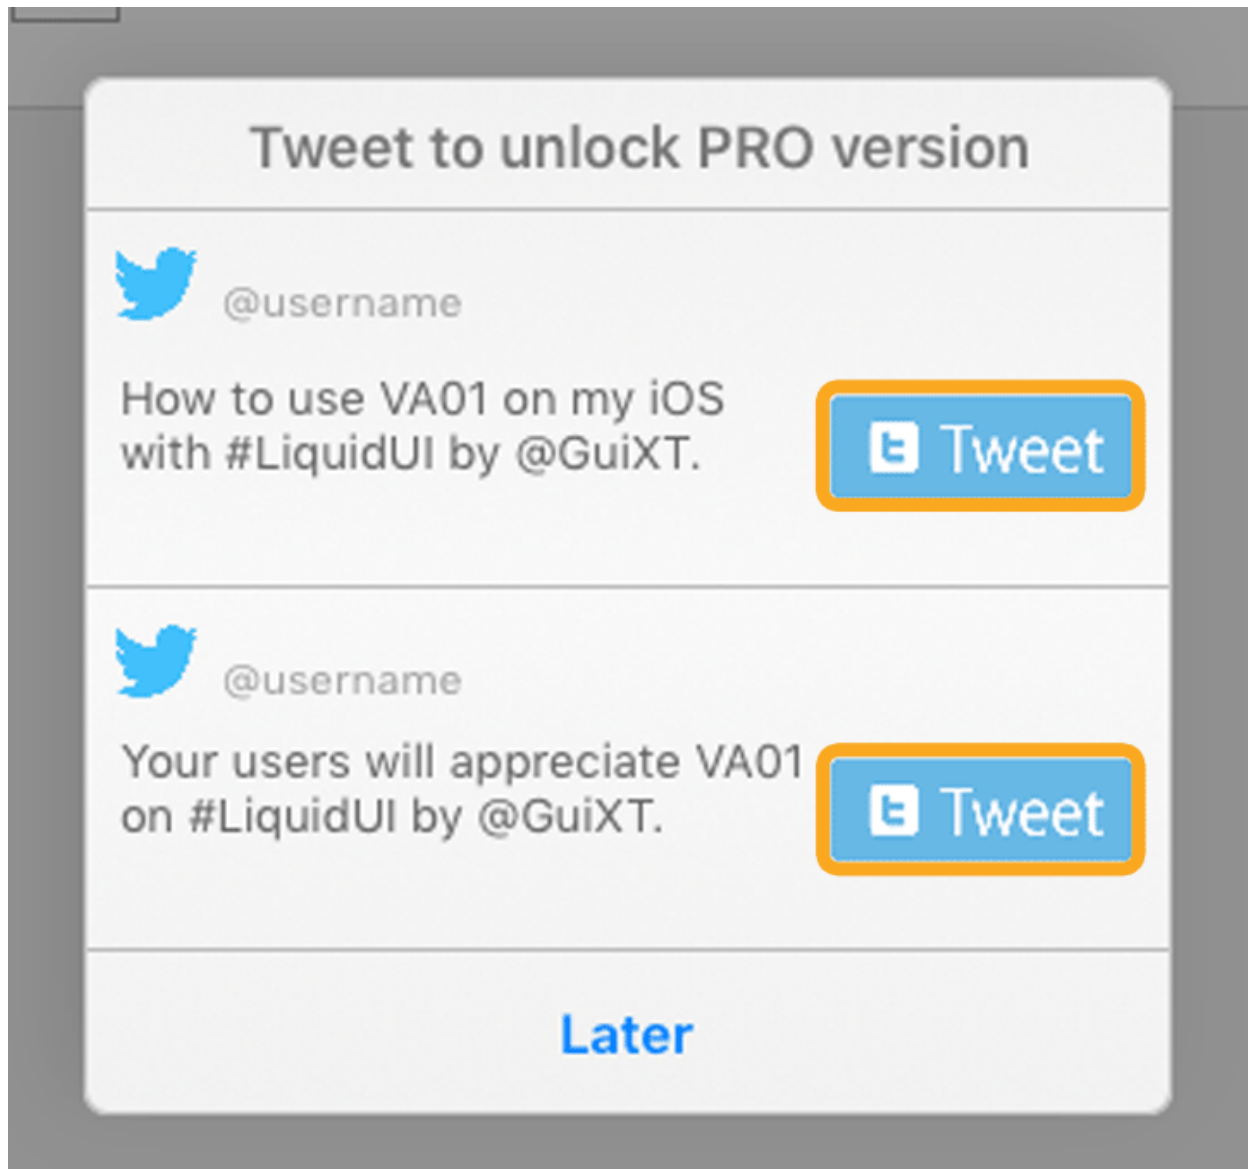 Tweet to unlock PRO version
@username
How to use VA01 on my iOS
with #LiquidUI by @GuiXT.
Tweet
@username
Your users will appreciate VA01
on #LiquidUI by @GuiXT.
Tweet
Later